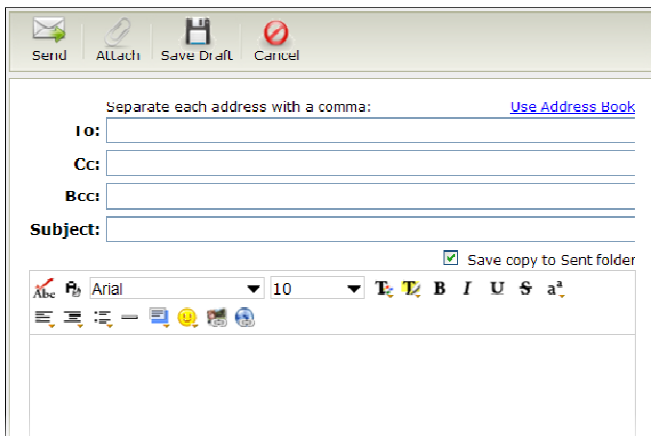 Send Attach Save Draft Cancel
Separate each address with a comma: Use Address Book
To:
Cc:
Bcc:
Subject:
Save copy to Sent folder
Abc Arial 10 T T B I U S aª